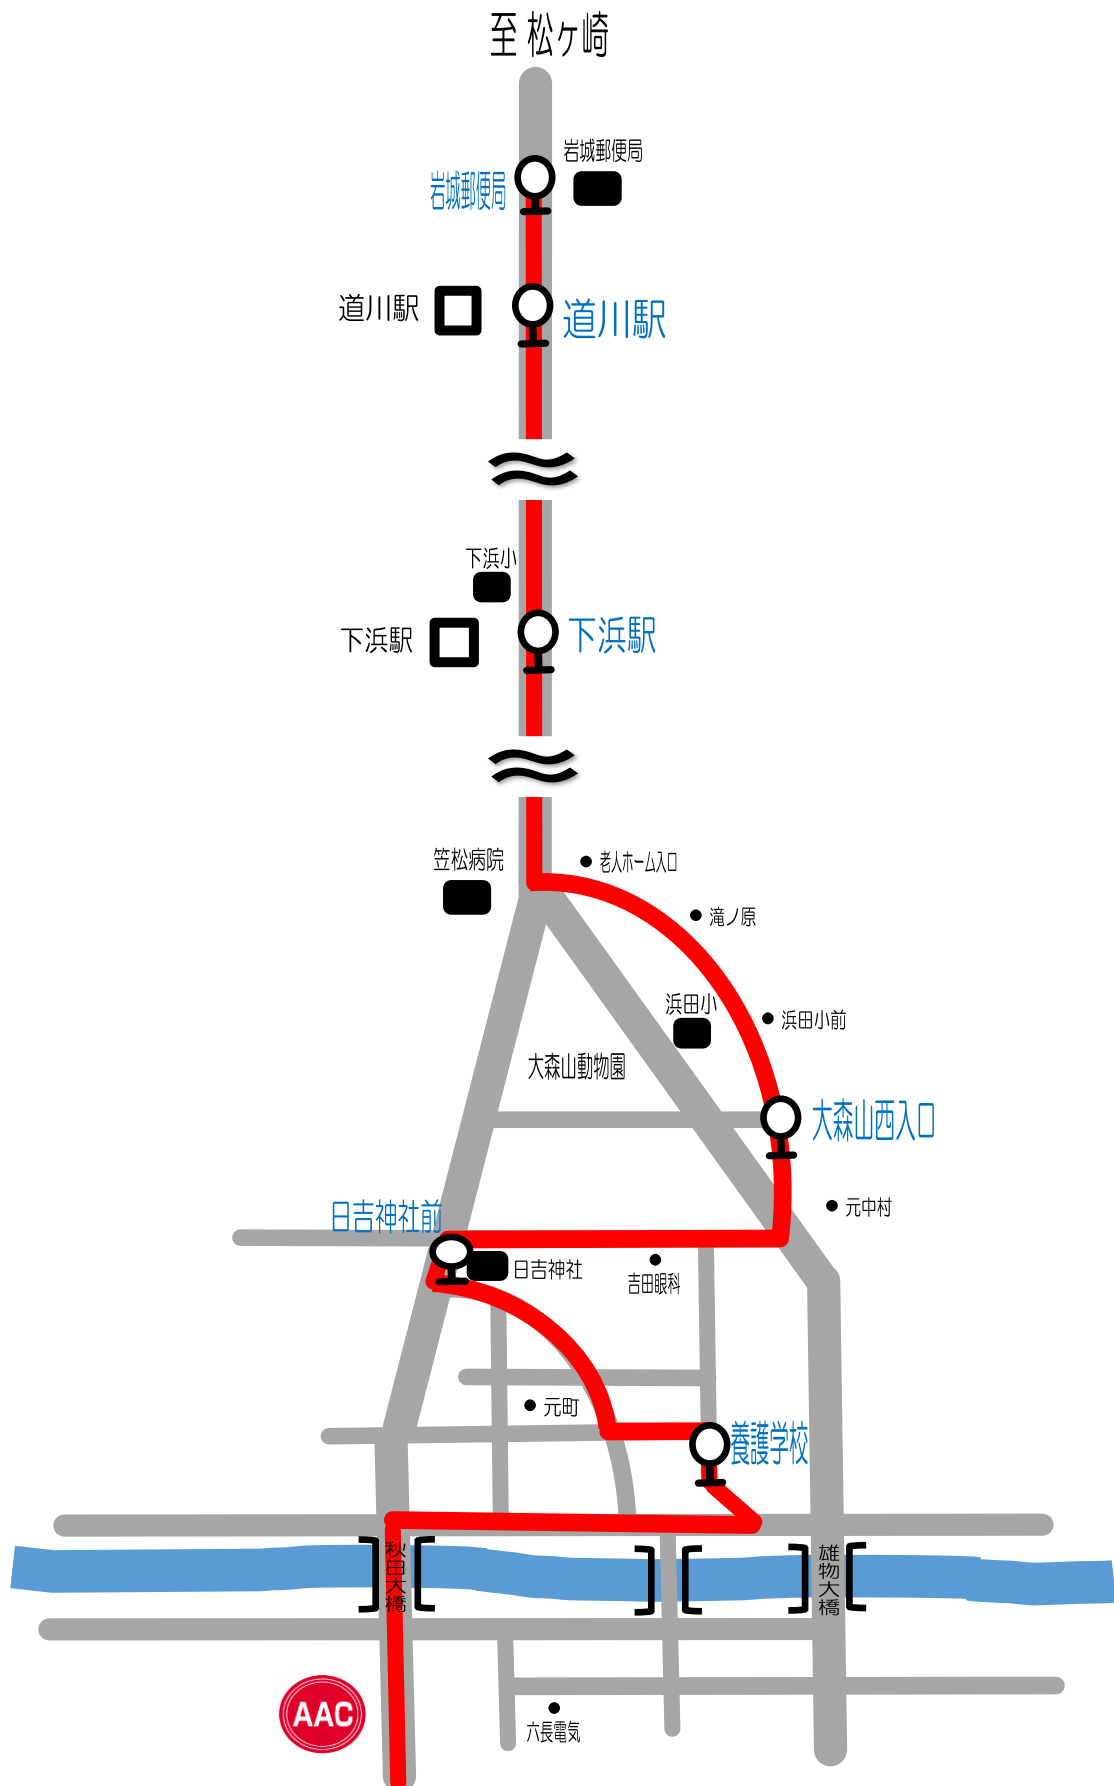 至 松ヶ崎
岩城郵便局
岩城郵便局
道川駅
道川駅
下浜小
下浜駅
下浜駅
笠松病院
老人ホーム入口
滝ノ原
浜田小
浜田小前
大森山動物園
大森山西入口
日吉神社前
元中村
日吉神社
吉田眼科
元町
養護学校
秋田大橋
雄物大橋
AAC
六長電気